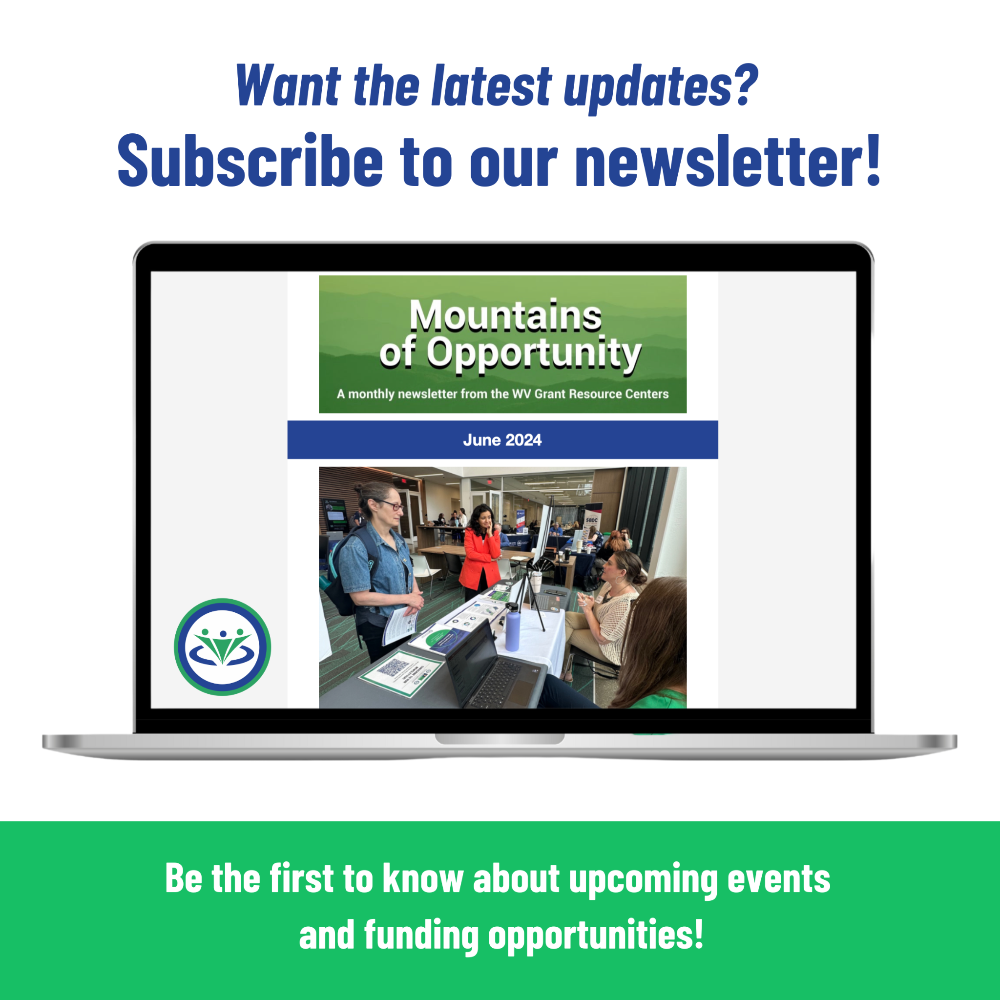 Want the latest updates?
Subscribe to our newsletter!
Mountains
of Opportunity
A monthly newsletter from the WV Grant Resource Centers
June 2024
SBDC
Be the first to know about upcoming events
and funding opportunities!